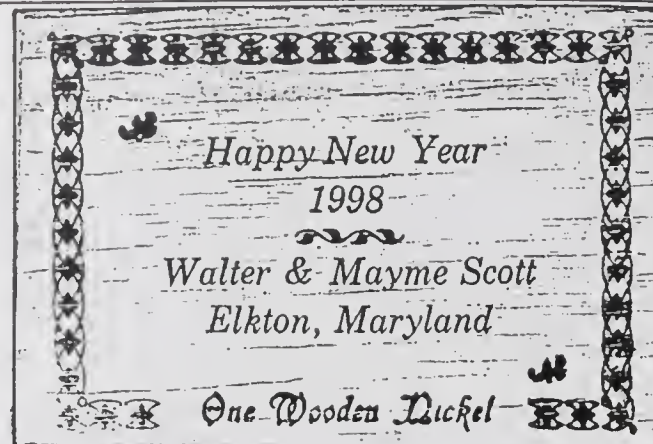 Happy New Year
1998
Walter & Mayme Scott
Elkton, Maryland
One Wooden Nickel